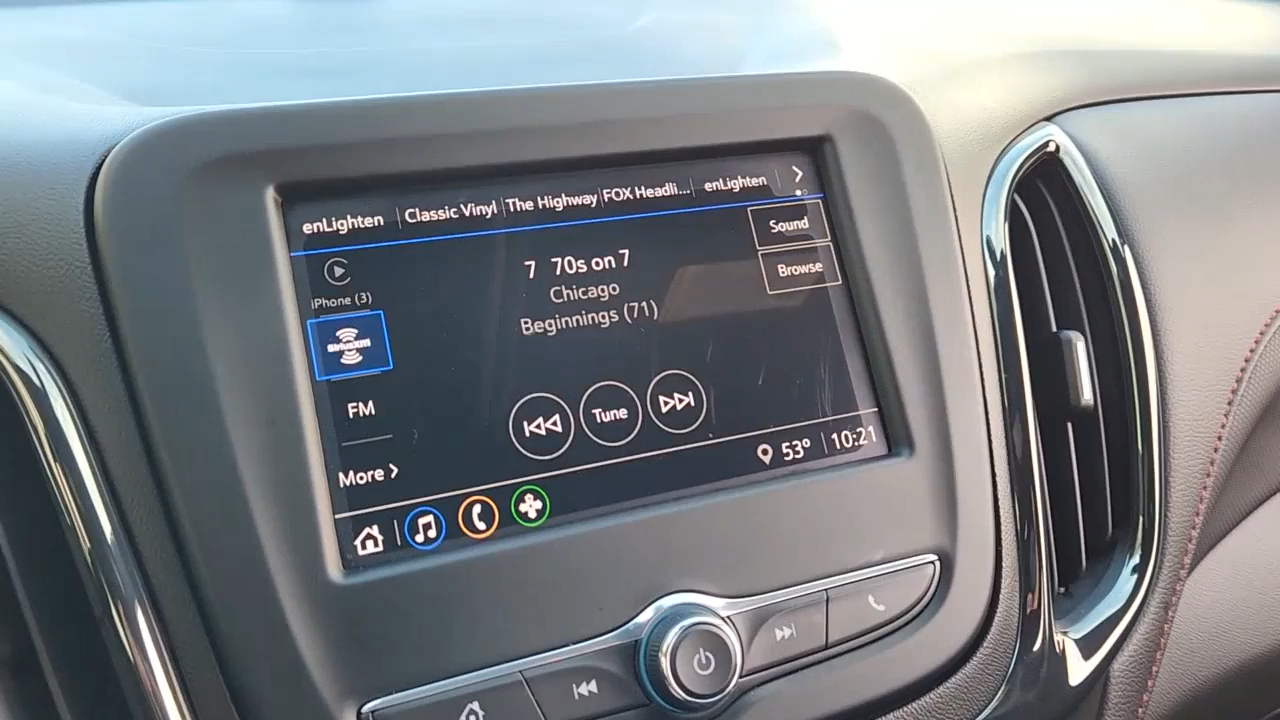 enLighten
Classic Vinyl
The Highway
FOX Headli...
enLighten
Sound
Browse
iPhone (3)
SiriusXM
FM
More
7 70s on 7
Chicago
Beginnings (71)
Tune
53° 10:21